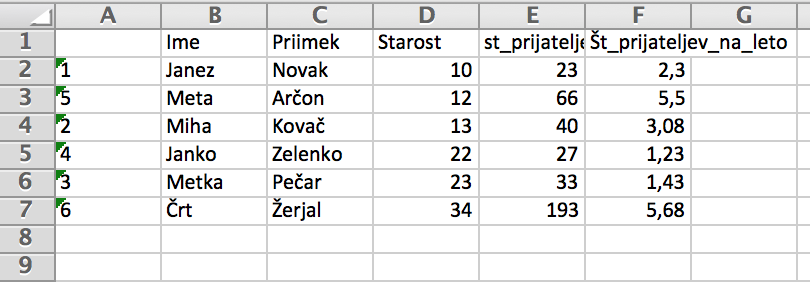 A B C D E F G
1 Ime Priimek Starost st_prijatelje Št_prijateljev_na_leto
2 1 Janez Novak 10 23 2,3
3 5 Meta Arčon 12 66 5,5
4 2 Miha Kovač 13 40 3,08
5 4 Janko Zelenko 22 27 1,23
6 3 Metka Pečar 23 33 1,43
7 6 Črt Žerjal 34 193 5,68
8
9